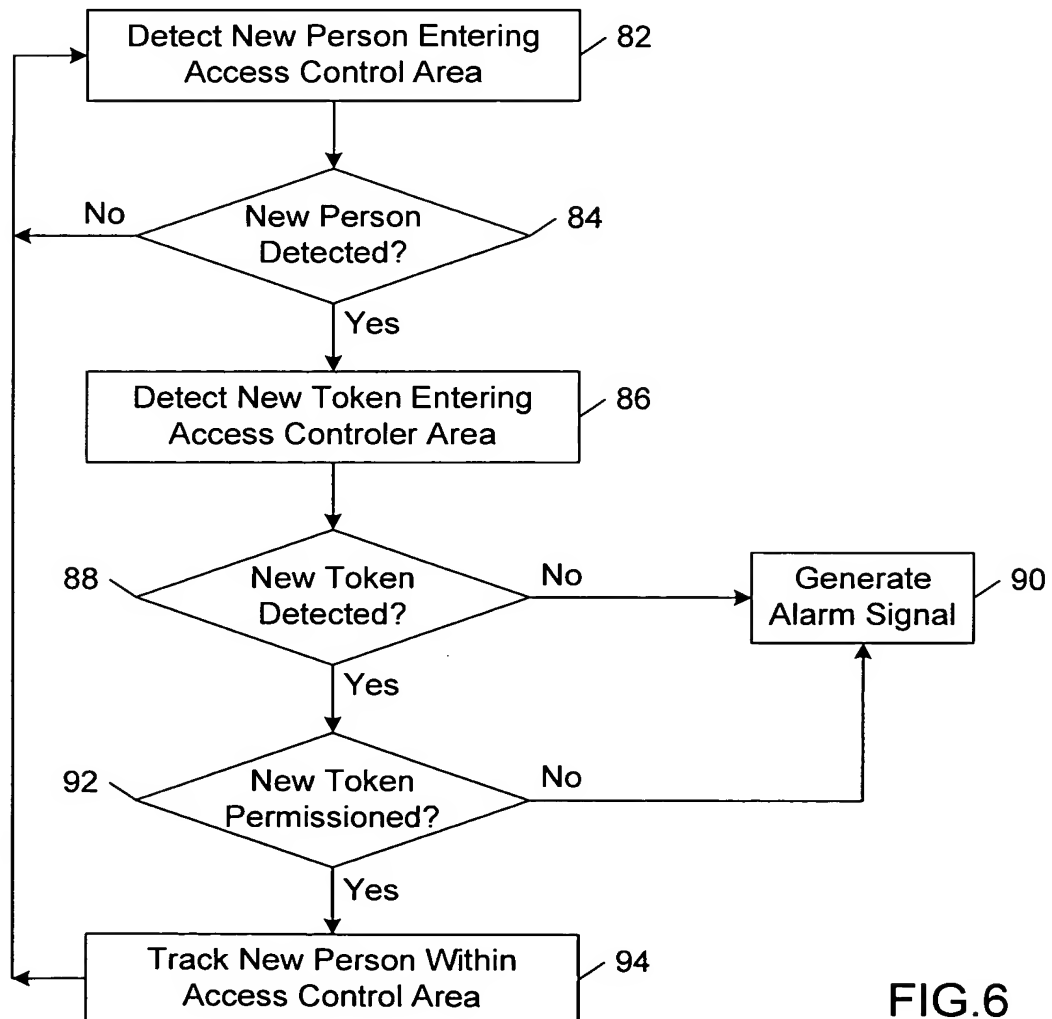 Detect New Person Entering
Access Control Area
82
New Person
Detected?
84
No
Yes
Detect New Token Entering
Access Controler Area
86
New Token
Detected?
88
No
Generate
Alarm Signal
90
Yes
New Token
Permissioned?
92
No
Yes
Track New Person Within
Access Control Area
94
FIG.6